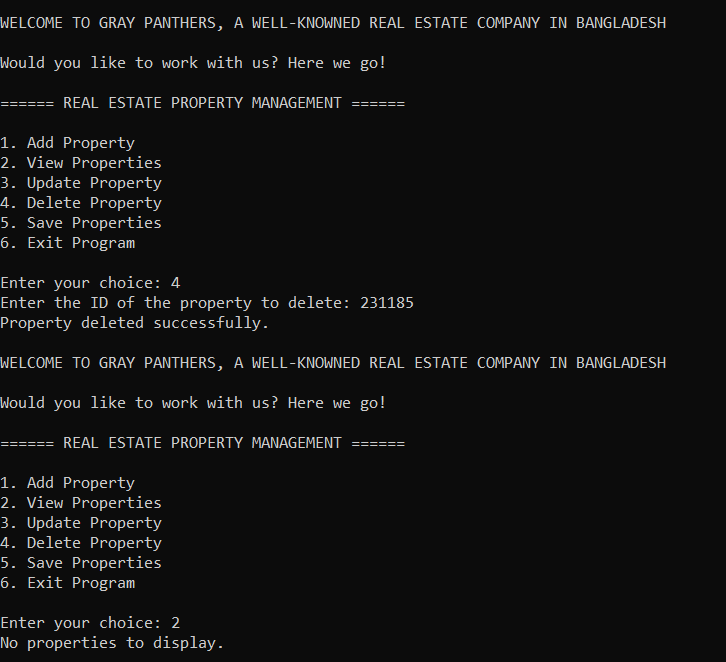 WELCOME TO GRAY PANTHERS, A WELL-KNOWNED REAL ESTATE COMPANY IN BANGLADESH
Would you like to work with us? Here we go!
====== REAL ESTATE PROPERTY MANAGEMENT ======
1. Add Property
2. View Properties
3. Update Property
4. Delete Property
5. Save Properties
6. Exit Program
Enter your choice: 4
Enter the ID of the property to delete: 231185
Property deleted successfully.
WELCOME TO GRAY PANTHERS, A WELL-KNOWNED REAL ESTATE COMPANY IN BANGLADESH
Would you like to work with us? Here we go!
====== REAL ESTATE PROPERTY MANAGEMENT ======
1. Add Property
2. View Properties
3. Update Property
4. Delete Property
5. Save Properties
6. Exit Program
Enter your choice: 2
No properties to display.